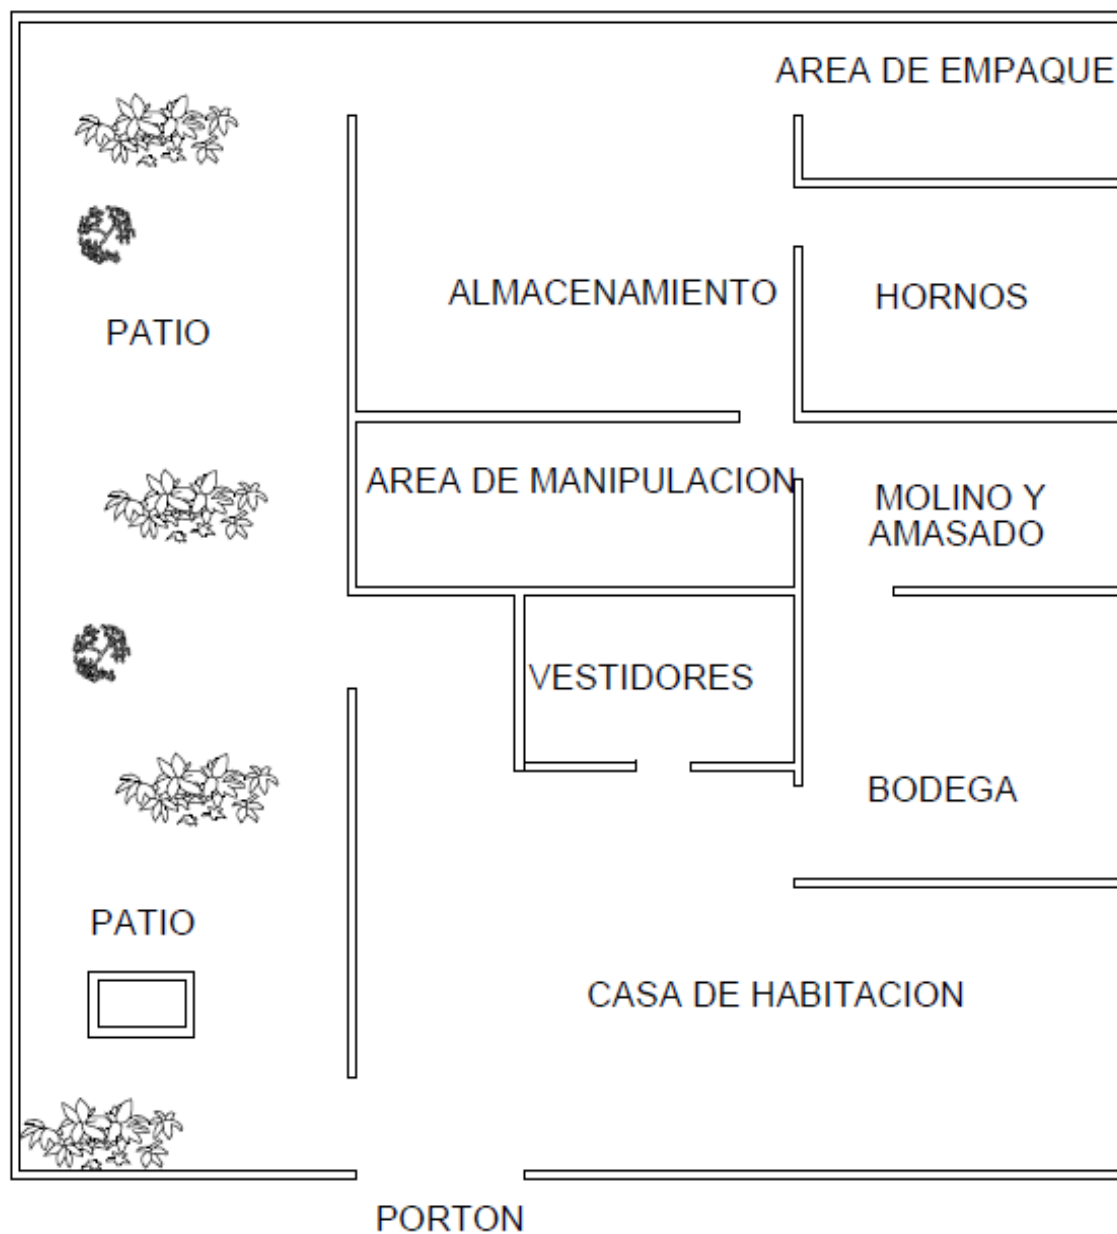 AREA DE EMPAQUE
ALMACENAMIENTO
HORNOS
PATIO
AREA DE MANIPULACION
MOLINO Y
AMASADO
VESTIDORES
BODEGA
PATIO
CASA DE HABITACION
PORTON